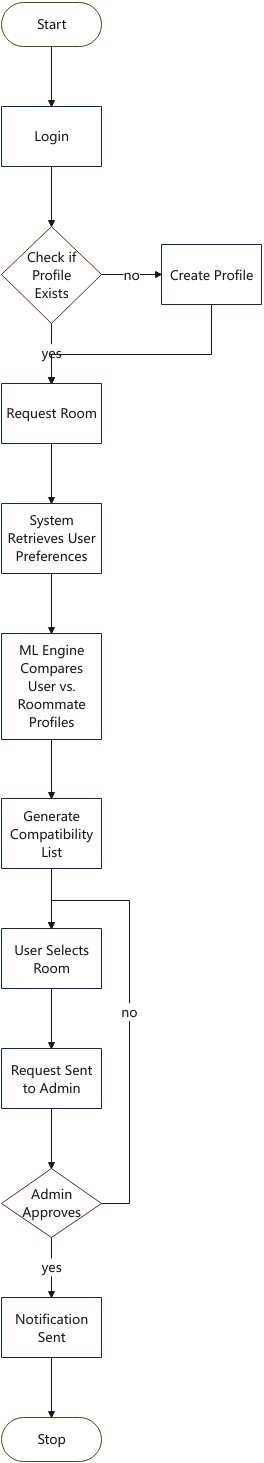 Start
Login
Check if
Profile
Exists
no
Create Profile
yes
Request Room
System
Retrieves User
Preferences
ML Engine
Compares
User vs.
Roommate
Profiles
Generate
Compatibility
List
User Selects
Room
no
Request Sent
to Admin
Admin
Approves
yes
Notification
Sent
Stop